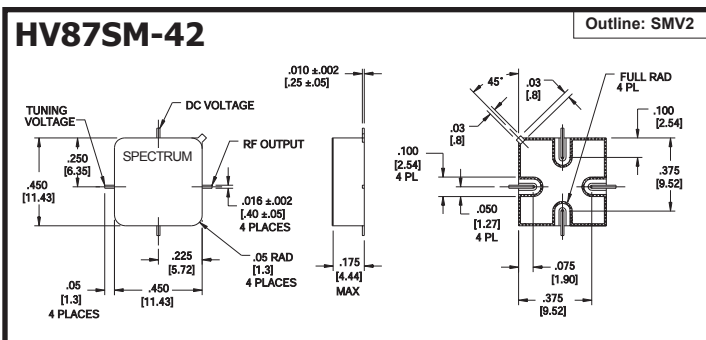 HV87SM-42
Outline: SMV2
.010 ±.002
[.25 ±.05]
TUNING
VOLTAGE
DC VOLTAGE
SPECTRUM
RF OUTPUT
.250
[6.35]
.450
[11.43]
.016 ±.002
[.40 ±.05]
4 PLACES
.225
[5.72]
.05 RAD
[1.3]
4 PLACES
.05
[1.3]
4 PLACES
.450
[11.43]
.175
[4.44]
MAX
45°
.03
[.8]
.03
[.8]
FULL RAD
4 PL
.100
[2.54]
.375
[9.52]
.100
[2.54]
4 PL
.050
[1.27]
4 PL
.075
[1.90]
.375
[9.52]